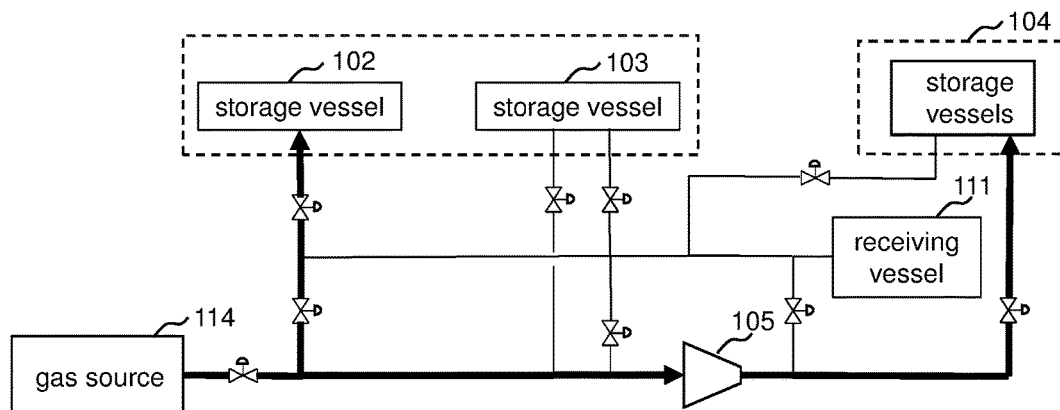 104
102
103
storage vessel
storage vessel
storage
vessels
111
receiving
vessel
114
105
gas source